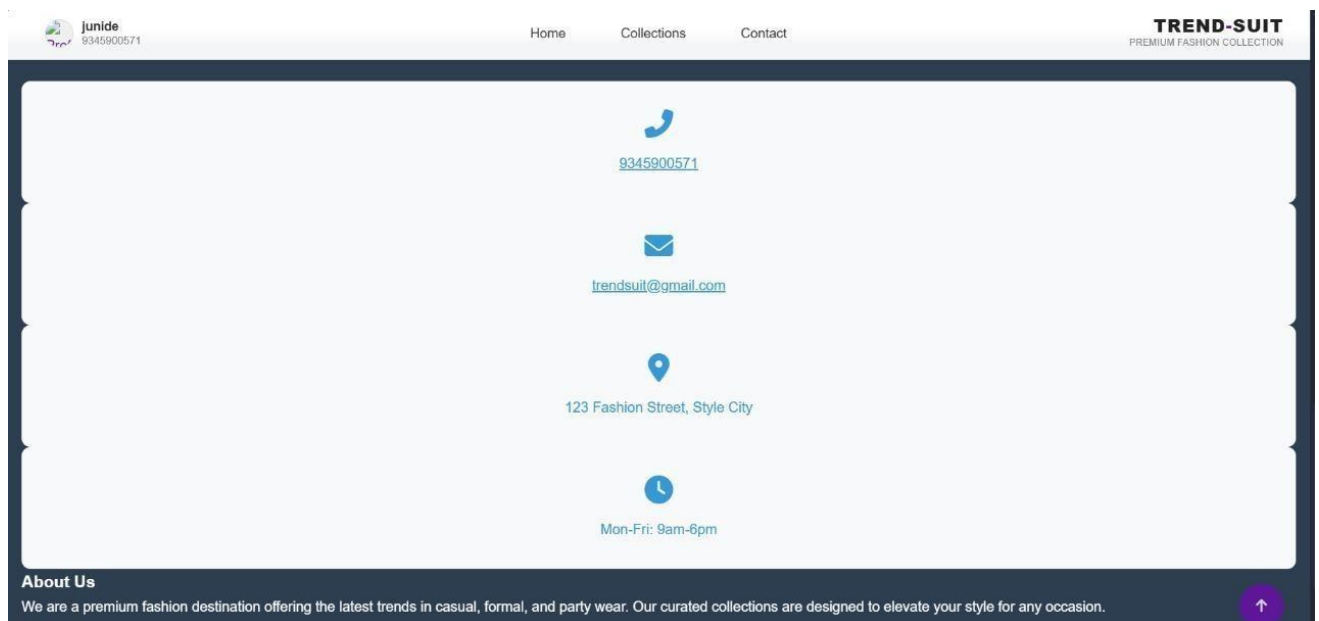 junide
9345900571
Home Collections Contact
TREND-SUIT
PREMIUM FASHION COLLECTION
9345900571
trendsuit@gmail.com
123 Fashion Street, Style City
Mon-Fri: 9am-6pm
About Us
We are a premium fashion destination offering the latest trends in casual, formal, and party wear. Our curated collections are designed to elevate your style for any occasion.